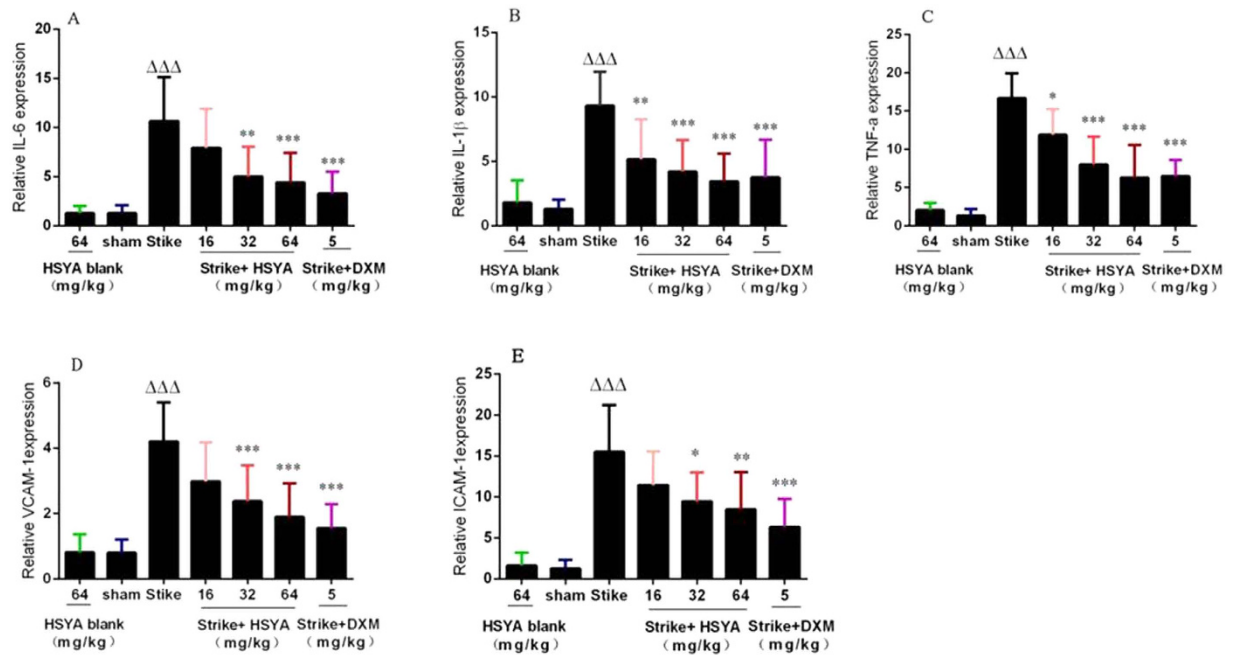 A
Relative IL-6 expression
20
15
10
5
0
ΔΔΔ
**
***
***
64 sham Stike 16 32 64 5
HSYA blank Strike+ HSYA Strike+DXM
(mg/kg) (mg/kg) (mg/kg)
B
Relative IL-1β expression
15
10
5
0
ΔΔΔ
**
***
***
***
64 sham Stike 16 32 64 5
HSYA blank Strike+ HSYA Strike+DXM
(mg/kg) (mg/kg) (mg/kg)
C
Relative TNF-a expression
25
20
15
10
5
0
ΔΔΔ
*
***
***
***
64 sham Stike 16 32 64 5
HSYA blank Strike+ HSYA Strike+DXM
(mg/kg) (mg/kg) (mg/kg)
D
Relative VCAM-1expression
6
4
2
0
ΔΔΔ
***
***
***
64 sham Stike 16 32 64 5
HSYA blank Strike+ HSYA Strike+DXM
(mg/kg) (mg/kg) (mg/kg)
E
Relative ICAM-1expression
25
20
15
10
5
0
ΔΔΔ
*
**
***
64 sham Stike 16 32 64 5
HSYA blank Strike+ HSYA Strike+DXM
(mg/kg) (mg/kg) (mg/kg)